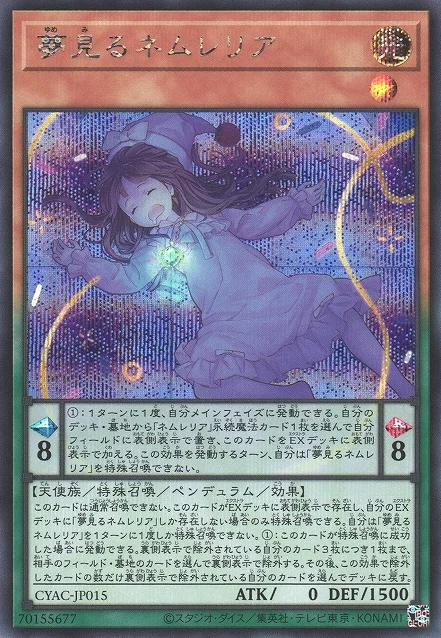 夢見るネムレリア
①:1ターンに1度、自分メインフェイズに発動できる。自分の
デッキ・墓地から「ネムレリア」永続魔法カード1枚を選んで自分
フィールドに表側表示で置き、このカードをEXデッキに表側
表示で加える。この効果を発動するターン、自分は「夢見るネム
レリア」を特殊召喚できない。
8
8
【天使族/特殊召喚/ペンデュラム/効果】
このカードは通常召喚できない。このカードがEXデッキに表側表示で存在し、自分のEX
デッキに「夢見るネムレリア」しか存在しない場合のみ特殊召喚できる。自分は「夢見る
ネムレリア」を1ターンに1度しか特殊召喚できない。①:このカードが特殊召喚に成功
した場合に発動できる。裏側表示で除外されている自分のカード3枚につき1枚まで、
相手のフィールド・墓地のカードを選んで裏側表示で除外する。その後、この効果で除外
したカードの数だけ裏側表示で除外されている自分のカードを選んでデッキに戻す。
CYAC-JP015
ATK/ 0 DEF/1500
70155677
©スタジオ・ダイス/集英社・テレビ東京・KONAMI